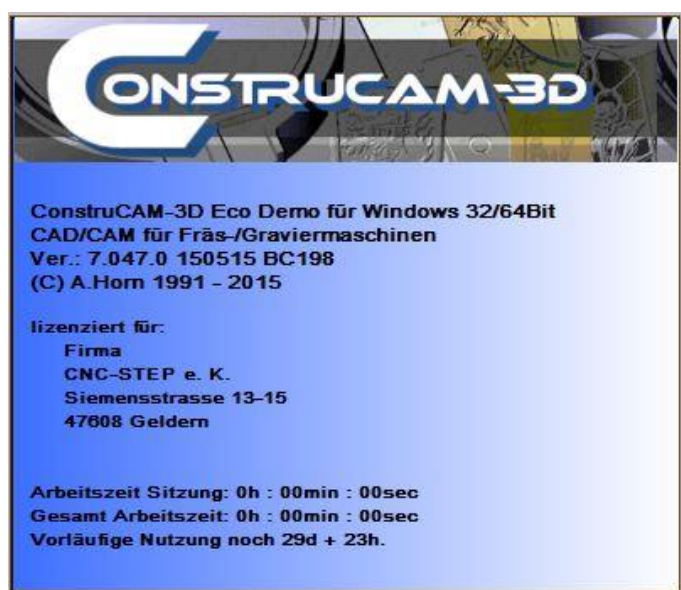 CONSTRUCAM-3D
ConstruCAM-3D Eco Demo für Windows 32/64Bit
CAD/CAM für Fräs-/Graviermaschinen
Ver.: 7.047.0 150515 BC198
(C) A.Horn 1991 - 2015
lizenziert für:
Firma
CNC-STEP e. K.
Siemensstrasse 13-15
47608 Geldern
Arbeitszeit Sitzung: 0h : 00min : 00sec
Gesamt Arbeitszeit: 0h : 00min : 00sec
Vorläufige Nutzung noch 29d + 23h.